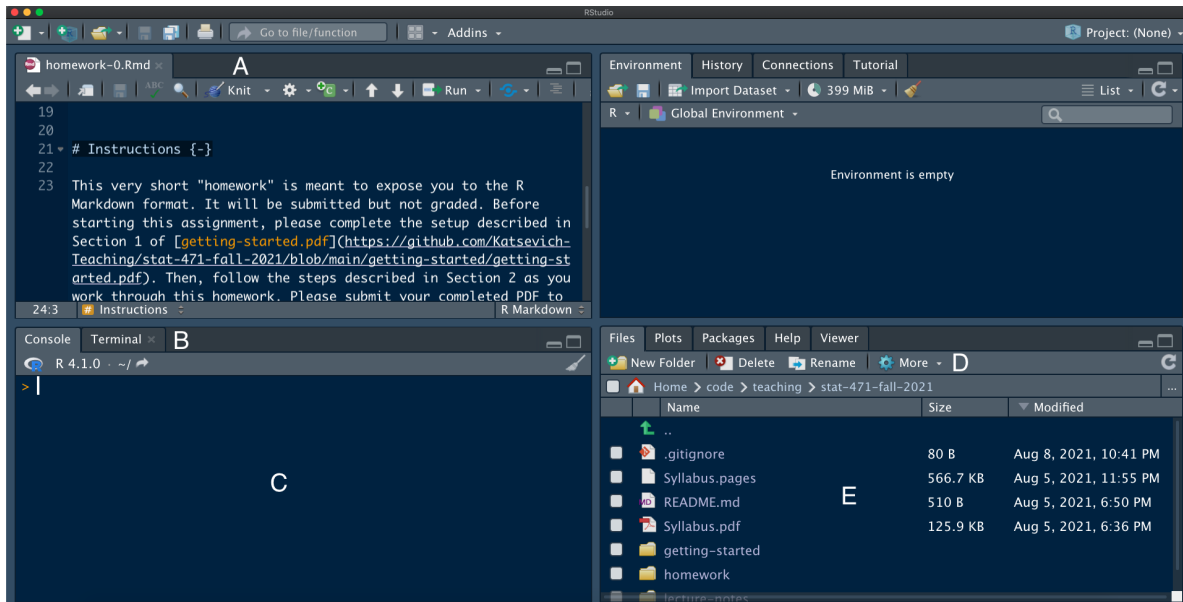 RStudio
Go to file/function Addins Project: (None)
homework-0.Rmd A
ABC Knit C Run
19
20
21 # Instructions {-}
22
23 This very short "homework" is meant to expose you to the R
Markdown format. It will be submitted but not graded. Before
starting this assignment, please complete the setup described in
Section 1 of [getting-started.pdf](https://github.com/Katsevich-
Teaching/stat-471-fall-2021/blob/main/getting-started/getting-st
arted.pdf). Then, follow the steps described in Section 2 as you
work through this homework. Please submit your completed PDF to
24:3 # Instructions R Markdown
Environment History Connections Tutorial
Import Dataset 399 MiB List
R Global Environment
Environment is empty
Console Terminal B
R 4.1.0 · ~/
>
C
Files Plots Packages Help Viewer
New Folder Delete Rename More D
Home code teaching stat-471-fall-2021 ...
Name Size Modified
..
.gitignore 80 B Aug 8, 2021, 10:41 PM
Syllabus.pages 566.7 KB Aug 5, 2021, 11:55 PM
README.md 510 B Aug 5, 2021, 6:50 PM
E
Syllabus.pdf 125.9 KB Aug 5, 2021, 6:36 PM
getting-started
homework
lecture-notes